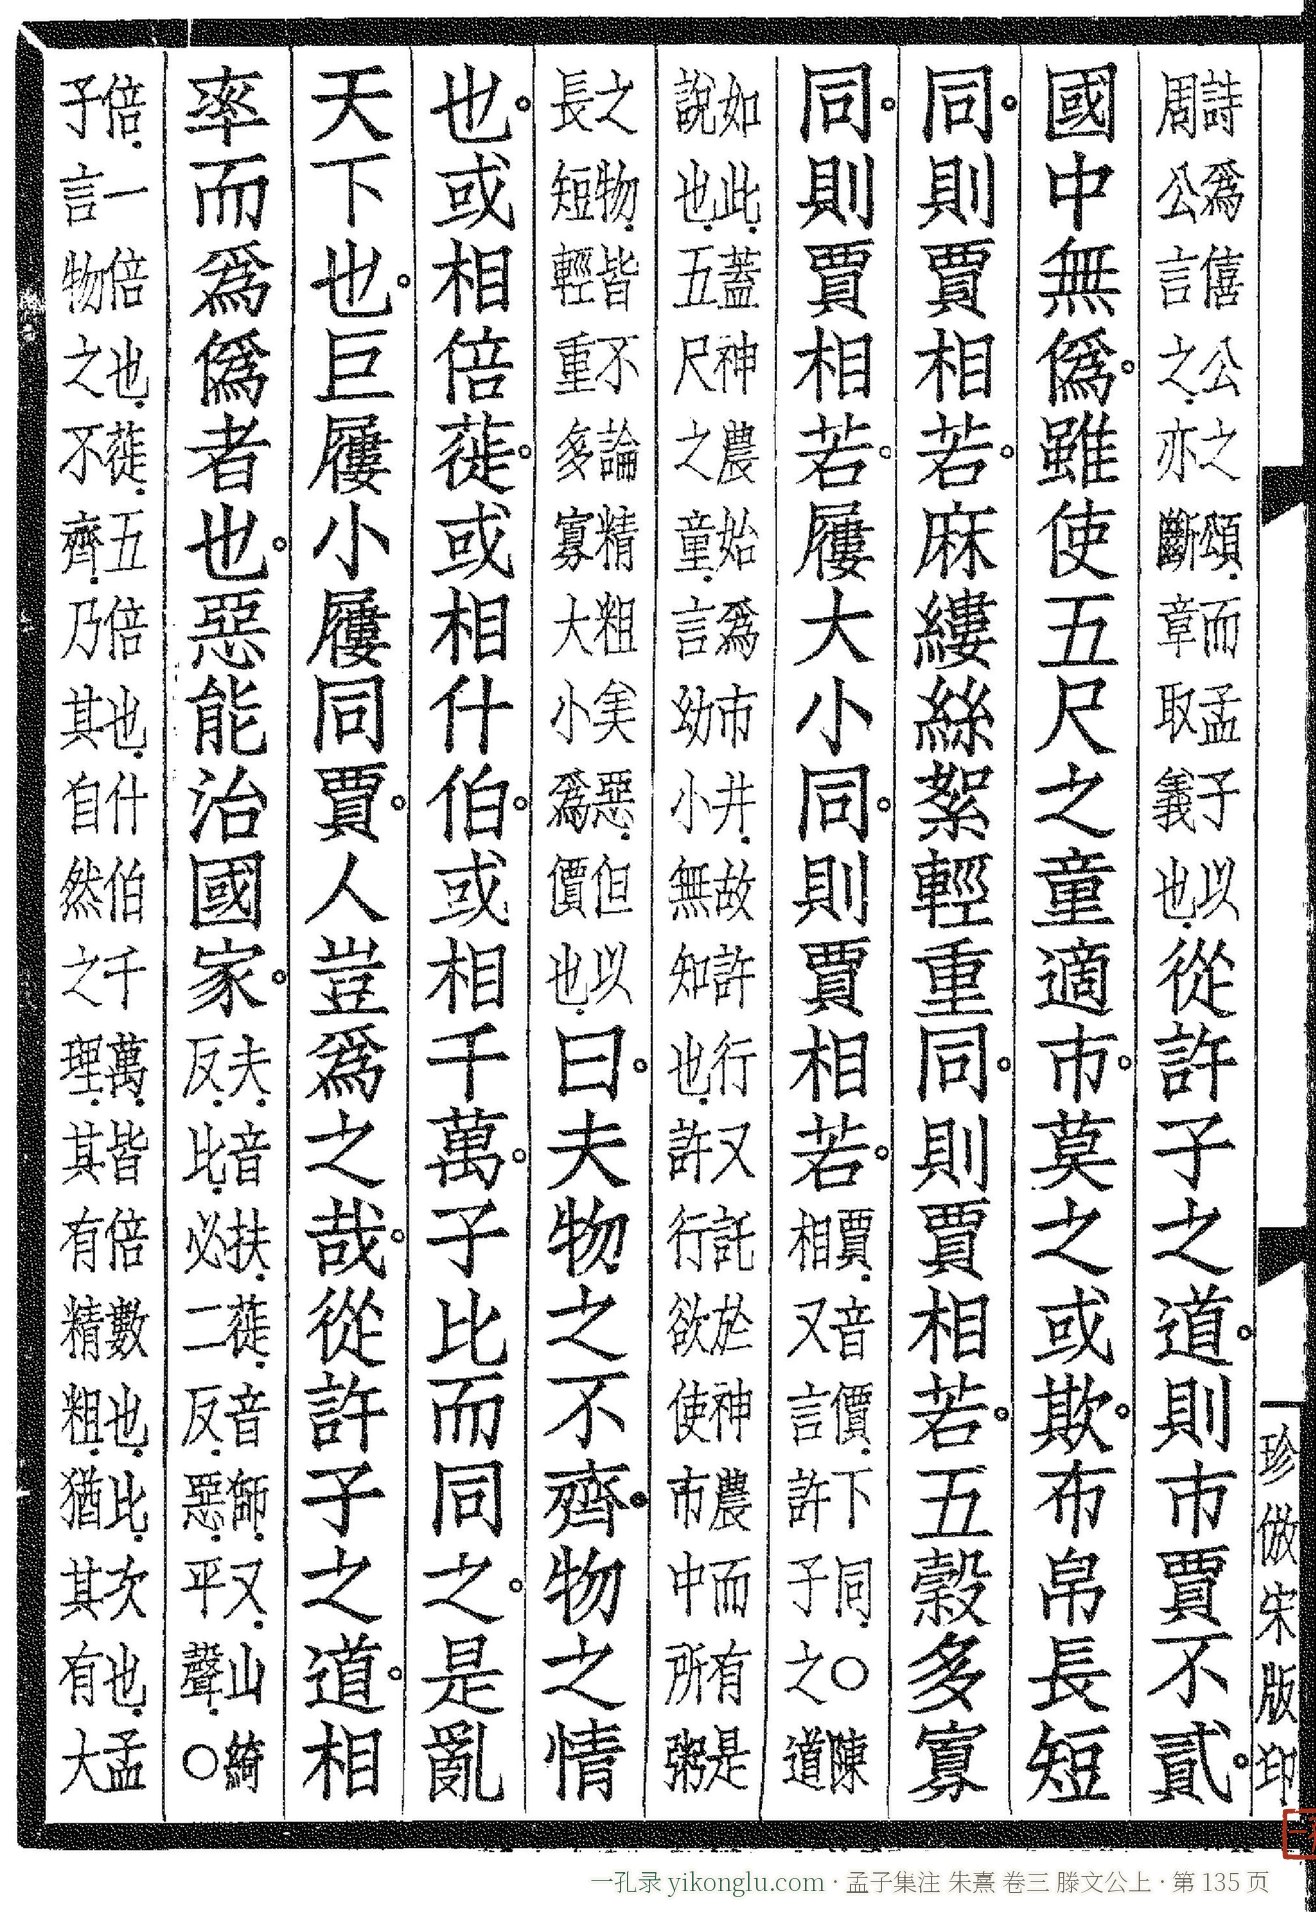 詩爲僖公之頌。而孟子以
周公言之。亦斷章取義也。
從許子之道。則市賈不貳。
國中無僞。雖使五尺之童適市。莫之或欺。布帛長短
同。則賈相若。麻縷絲絮輕重同。則賈相若。五穀多寡
同。則賈相若。屨大小同。則賈相若。
賈。音價。下同。○陳
相又言許子之道
如此。蓋神農始爲市井。故許行又託於神農而有是
說也。五尺之童。言幼小無知也。許行欲使市中所粥
之物。皆不論精粗美惡。但以
長短輕重多寡大小爲價也。
曰。夫物之不齊。物之情
也。或相倍蓰。或相什伯。或相千萬。子比而同之。是亂
天下也。巨屨小屨同賈。人豈爲之哉。從許子之道。相
率而爲僞者也。惡能治國家。
夫。音扶。蓰。音師。又。山綺
反。比。必二反。惡。平聲。○
倍。一倍也。蓰。五倍也。什伯千萬。皆倍數也。比。次也。孟
子言物之不齊。乃其自然之理。其有精粗。猶其有大
珍倣宋版印
一孔录 yikonglu.com · 孟子集注 朱熹 卷三 滕文公上 · 第 135 页